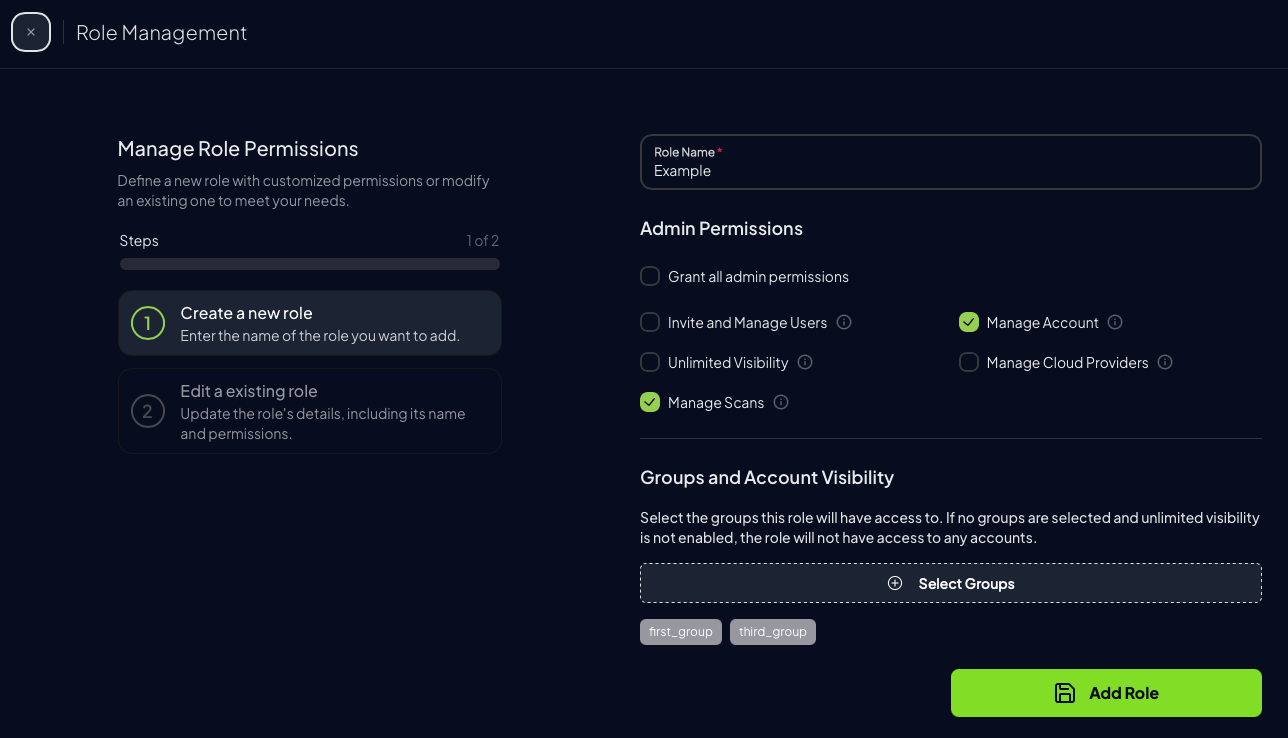 Role Management
Manage Role Permissions
Define a new role with customized permissions or modify
an existing one to meet your needs.
Steps
1 of 2
1
Create a new role
Enter the name of the role you want to add.
2
Edit a existing role
Update the role's details, including its name
and permissions.
Role Name*
Example
Admin Permissions
Grant all admin permissions
Invite and Manage Users
Manage Account
Unlimited Visibility
Manage Cloud Providers
Manage Scans
Groups and Account Visibility
Select the groups this role will have access to. If no groups are selected and unlimited visibility
is not enabled, the role will not have access to any accounts.
Select Groups
first_group
third_group
Add Role